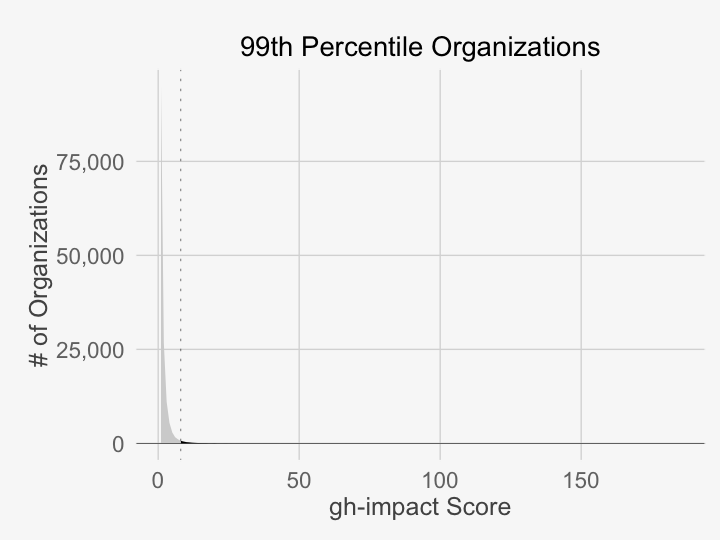 99th Percentile Organizations
# of Organizations
75,000
50,000
25,000
0
0 50 100 150
gh-impact Score